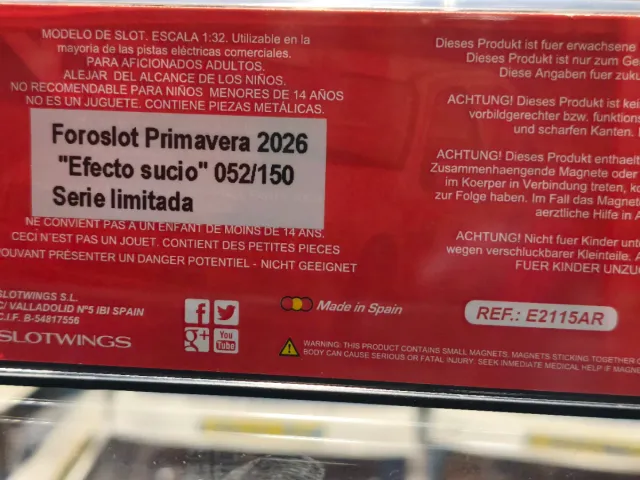 MODELO DE SLOT. ESCALA 1:32. Utilizable en la
mayoria de las pistas eléctricas comerciales.
PARA AFICIONADOS ADULTOS.
ALEJAR DEL ALCANCE DE LOS NIÑOS.
NO RECOMENDABLE PARA NIÑOS MENORES DE 14 AÑOS
NO ES UN JUGUETE. CONTIENE PIEZAS METÁLICAS.
Foroslot Primavera 2026
"Efecto sucio" 052/150
Serie limitada
NE CONVIENT PAS A UN ENFANT DE MOINS DE 14 ANS.
CECI N'EST PAS UN JOUET. CONTIENT DES PETITES PIECES
POUVANT PRÉSENTER UN DANGER POTENTIEL - NICHT GEEIGNET
SLOTWINGS S.L.
C/ VALLADOLID Nº5 IBI SPAIN
C.I.F. B-54817556
SLOTWINGS
g+
You
Tube
Made in Spain
Dieses Produkt ist fuer erwachsene
Dieses Produkt ist nur zum
Diese Angaben fuer
ACHTUNG! Dieses Produkt ist
vorbildgerechter bzw.
und scharfen Kanten.
ACHTUNG! Dieses Produkt enthaelt
Zusammenhaengende Magnete oder
im Koerper in Verbindung treten,
zur Folge haben. Im Fall das
aerztliche Hilfe in
ACHTUNG! Nicht fuer Kinder
wegen verschluckbarer Kleinteile.
FUER KINDER
REF.: E2115AR
WARNING: THIS PRODUCT CONTAINS SMALL MAGNETS. MAGNETS STICKING TOGETHER
BODY CAN CAUSE SERIOUS OR FATAL INJURY. SEEK INMEDIATE MEDICAL HELP IF